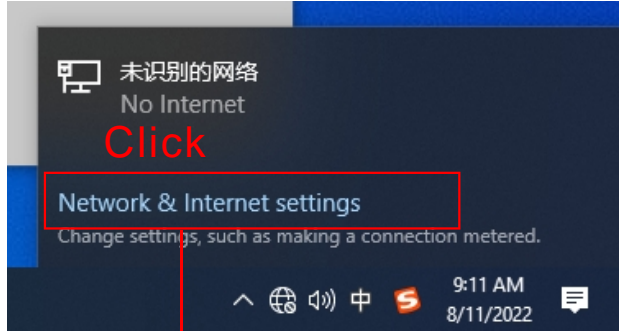 未识别的网络
No Internet
Click
Network & Internet settings
Change settings, such as making a connection metered.
中
9:11 AM
8/11/2022